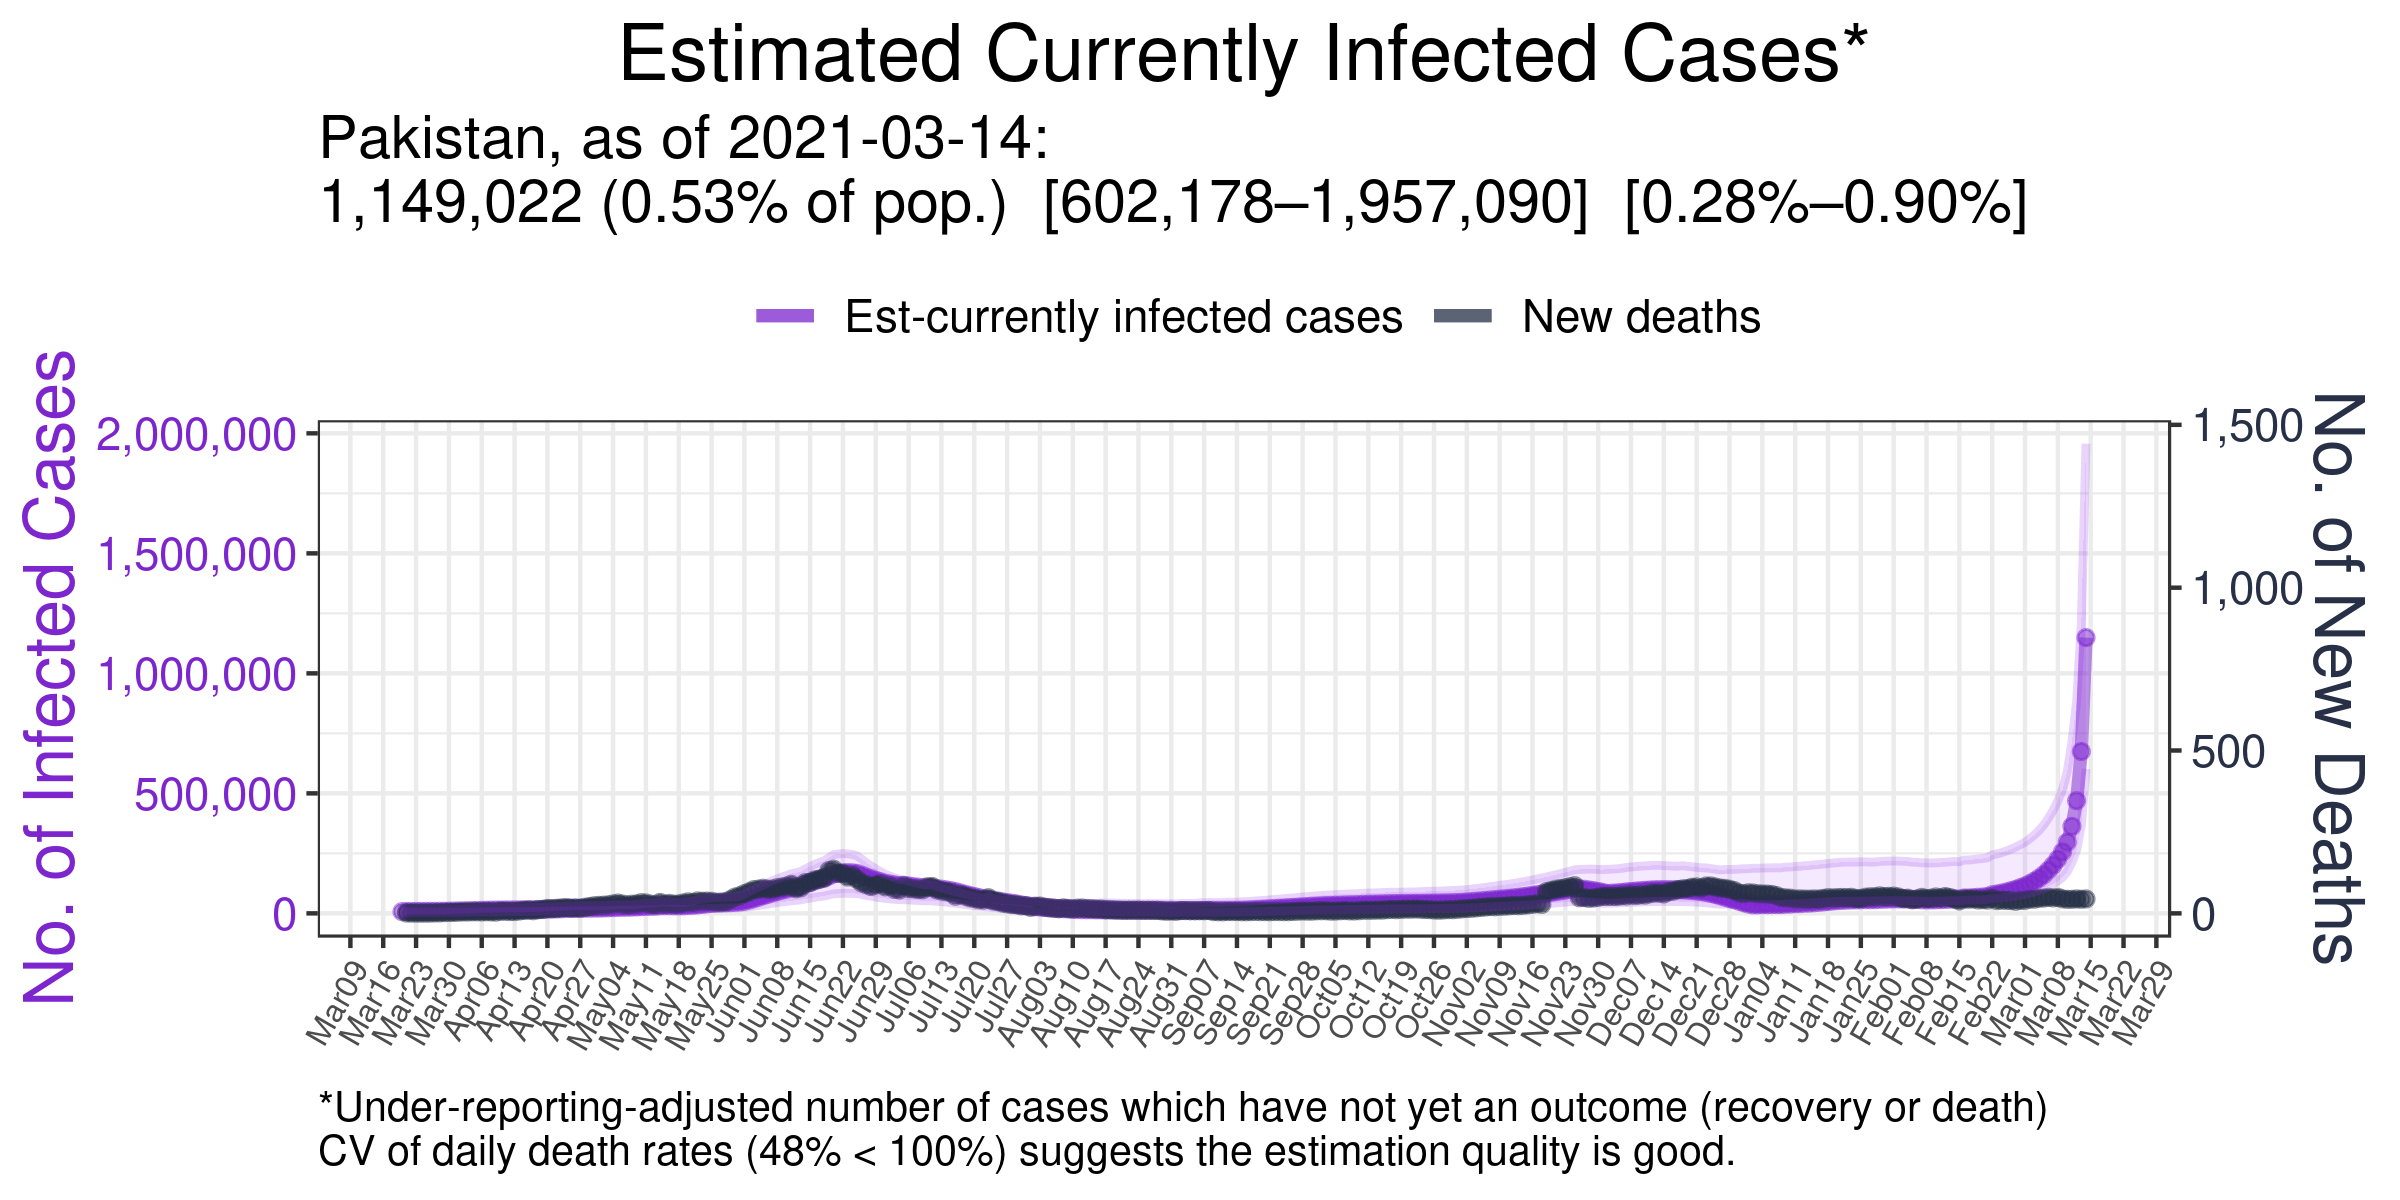 Estimated Currently Infected Cases*
Pakistan, as of 2021-03-14:
1,149,022 (0.53% of pop.)  [602,178–1,957,090]  [0.28%–0.90%]
Est-currently infected cases
New deaths
No. of Infected Cases
2,000,000
1,500,000
1,000,000
500,000
0
1,500
1,000
500
0
No. of New Deaths
Mar09
Mar16
Mar23
Mar30
Apr06
Apr13
Apr20
Apr27
May04
May11
May18
May25
Jun01
Jun08
Jun15
Jun22
Jun29
Jul06
Jul13
Jul20
Jul27
Aug03
Aug10
Aug17
Aug24
Aug31
Sep07
Sep14
Sep21
Sep28
Oct05
Oct12
Oct19
Oct26
Nov02
Nov09
Nov16
Nov23
Nov30
Dec07
Dec14
Dec21
Dec28
Jan04
Jan11
Jan18
Jan25
Feb01
Feb08
Feb15
Feb22
Mar01
Mar08
Mar15
Mar22
Mar29
*Under-reporting-adjusted number of cases which have not yet an outcome (recovery or death)
CV of daily death rates (48% < 100%) suggests the estimation quality is good.